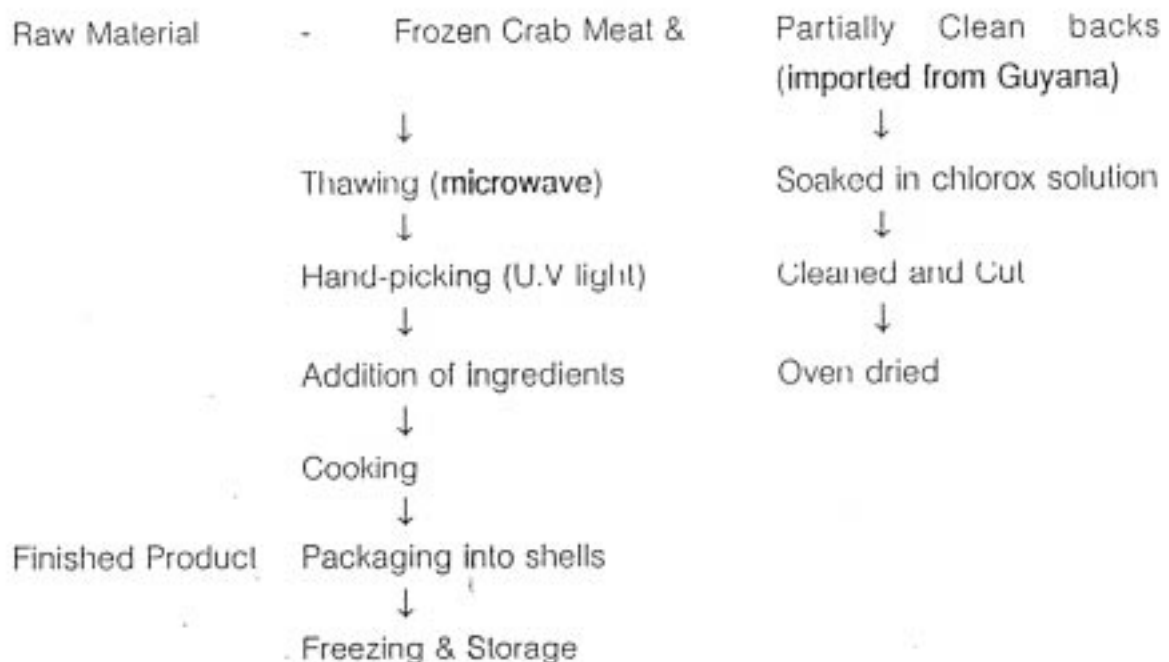 Raw Material - Frozen Crab Meat & Partially Clean backs
(imported from Guyana)
↓ ↓
Thawing (microwave) Soaked in chlorox solution
↓ ↓
Hand-picking (U.V light) Cleaned and Cut
↓ ↓
Addition of ingredients Oven dried
↓
Cooking
↓
Finished Product Packaging into shells
↓
Freezing & Storage